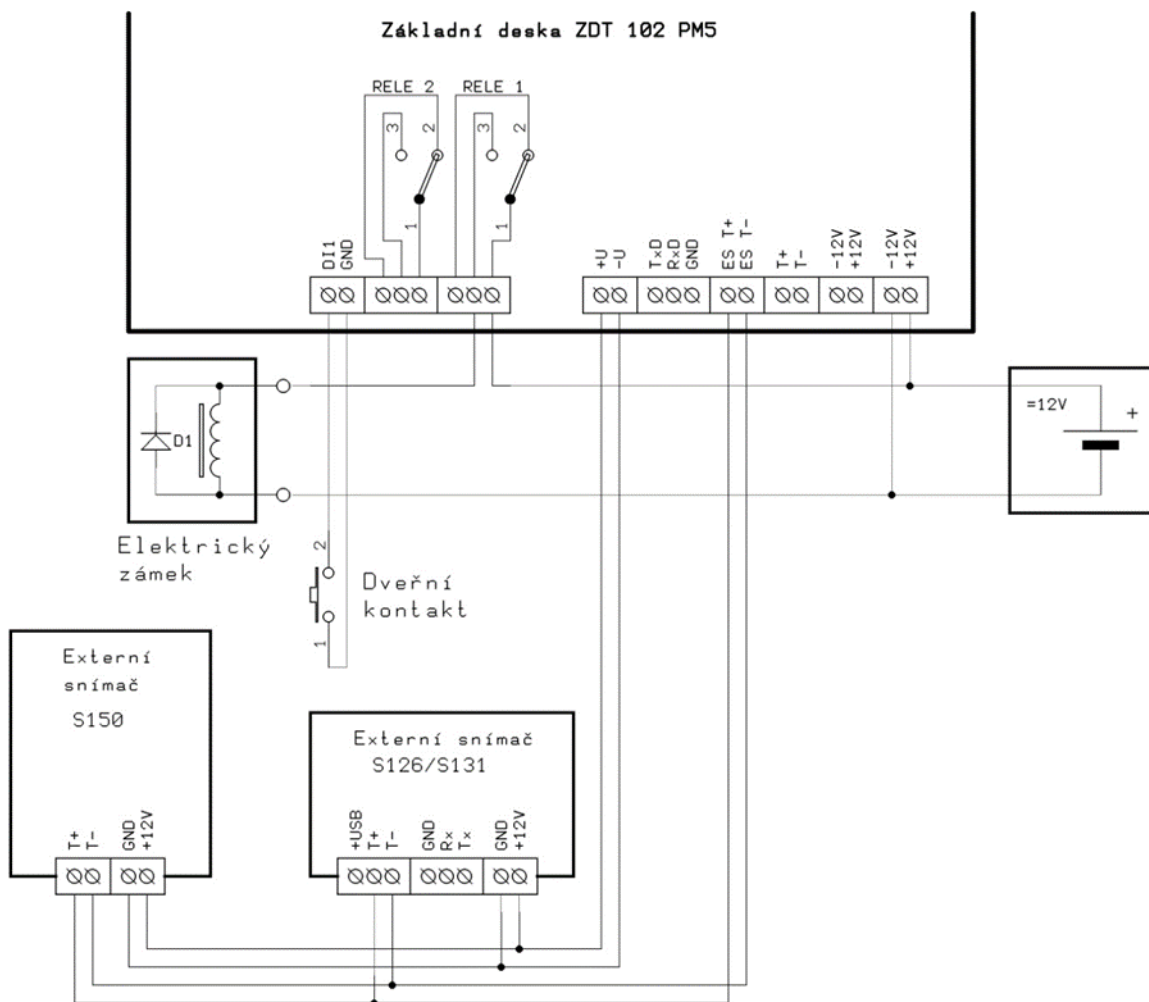 Základní deska ZDT 102 PM5
RELE 2
RELE 1
3
2
3
2
1
1
DI1
GND
+U
-U
TxD
RxD
GND
ES T+
ES T-
T+
T-
-12V
+12V
-12V
+12V
D1
=12V
+
Elektrický
zámek
2
Dveřní
kontakt
1
Externí
snímač
S150
T+
T-
GND
+12V
Externí snímač
S126/S131
+USB
T+
T-
GND
Rx
Tx
GND
+12V